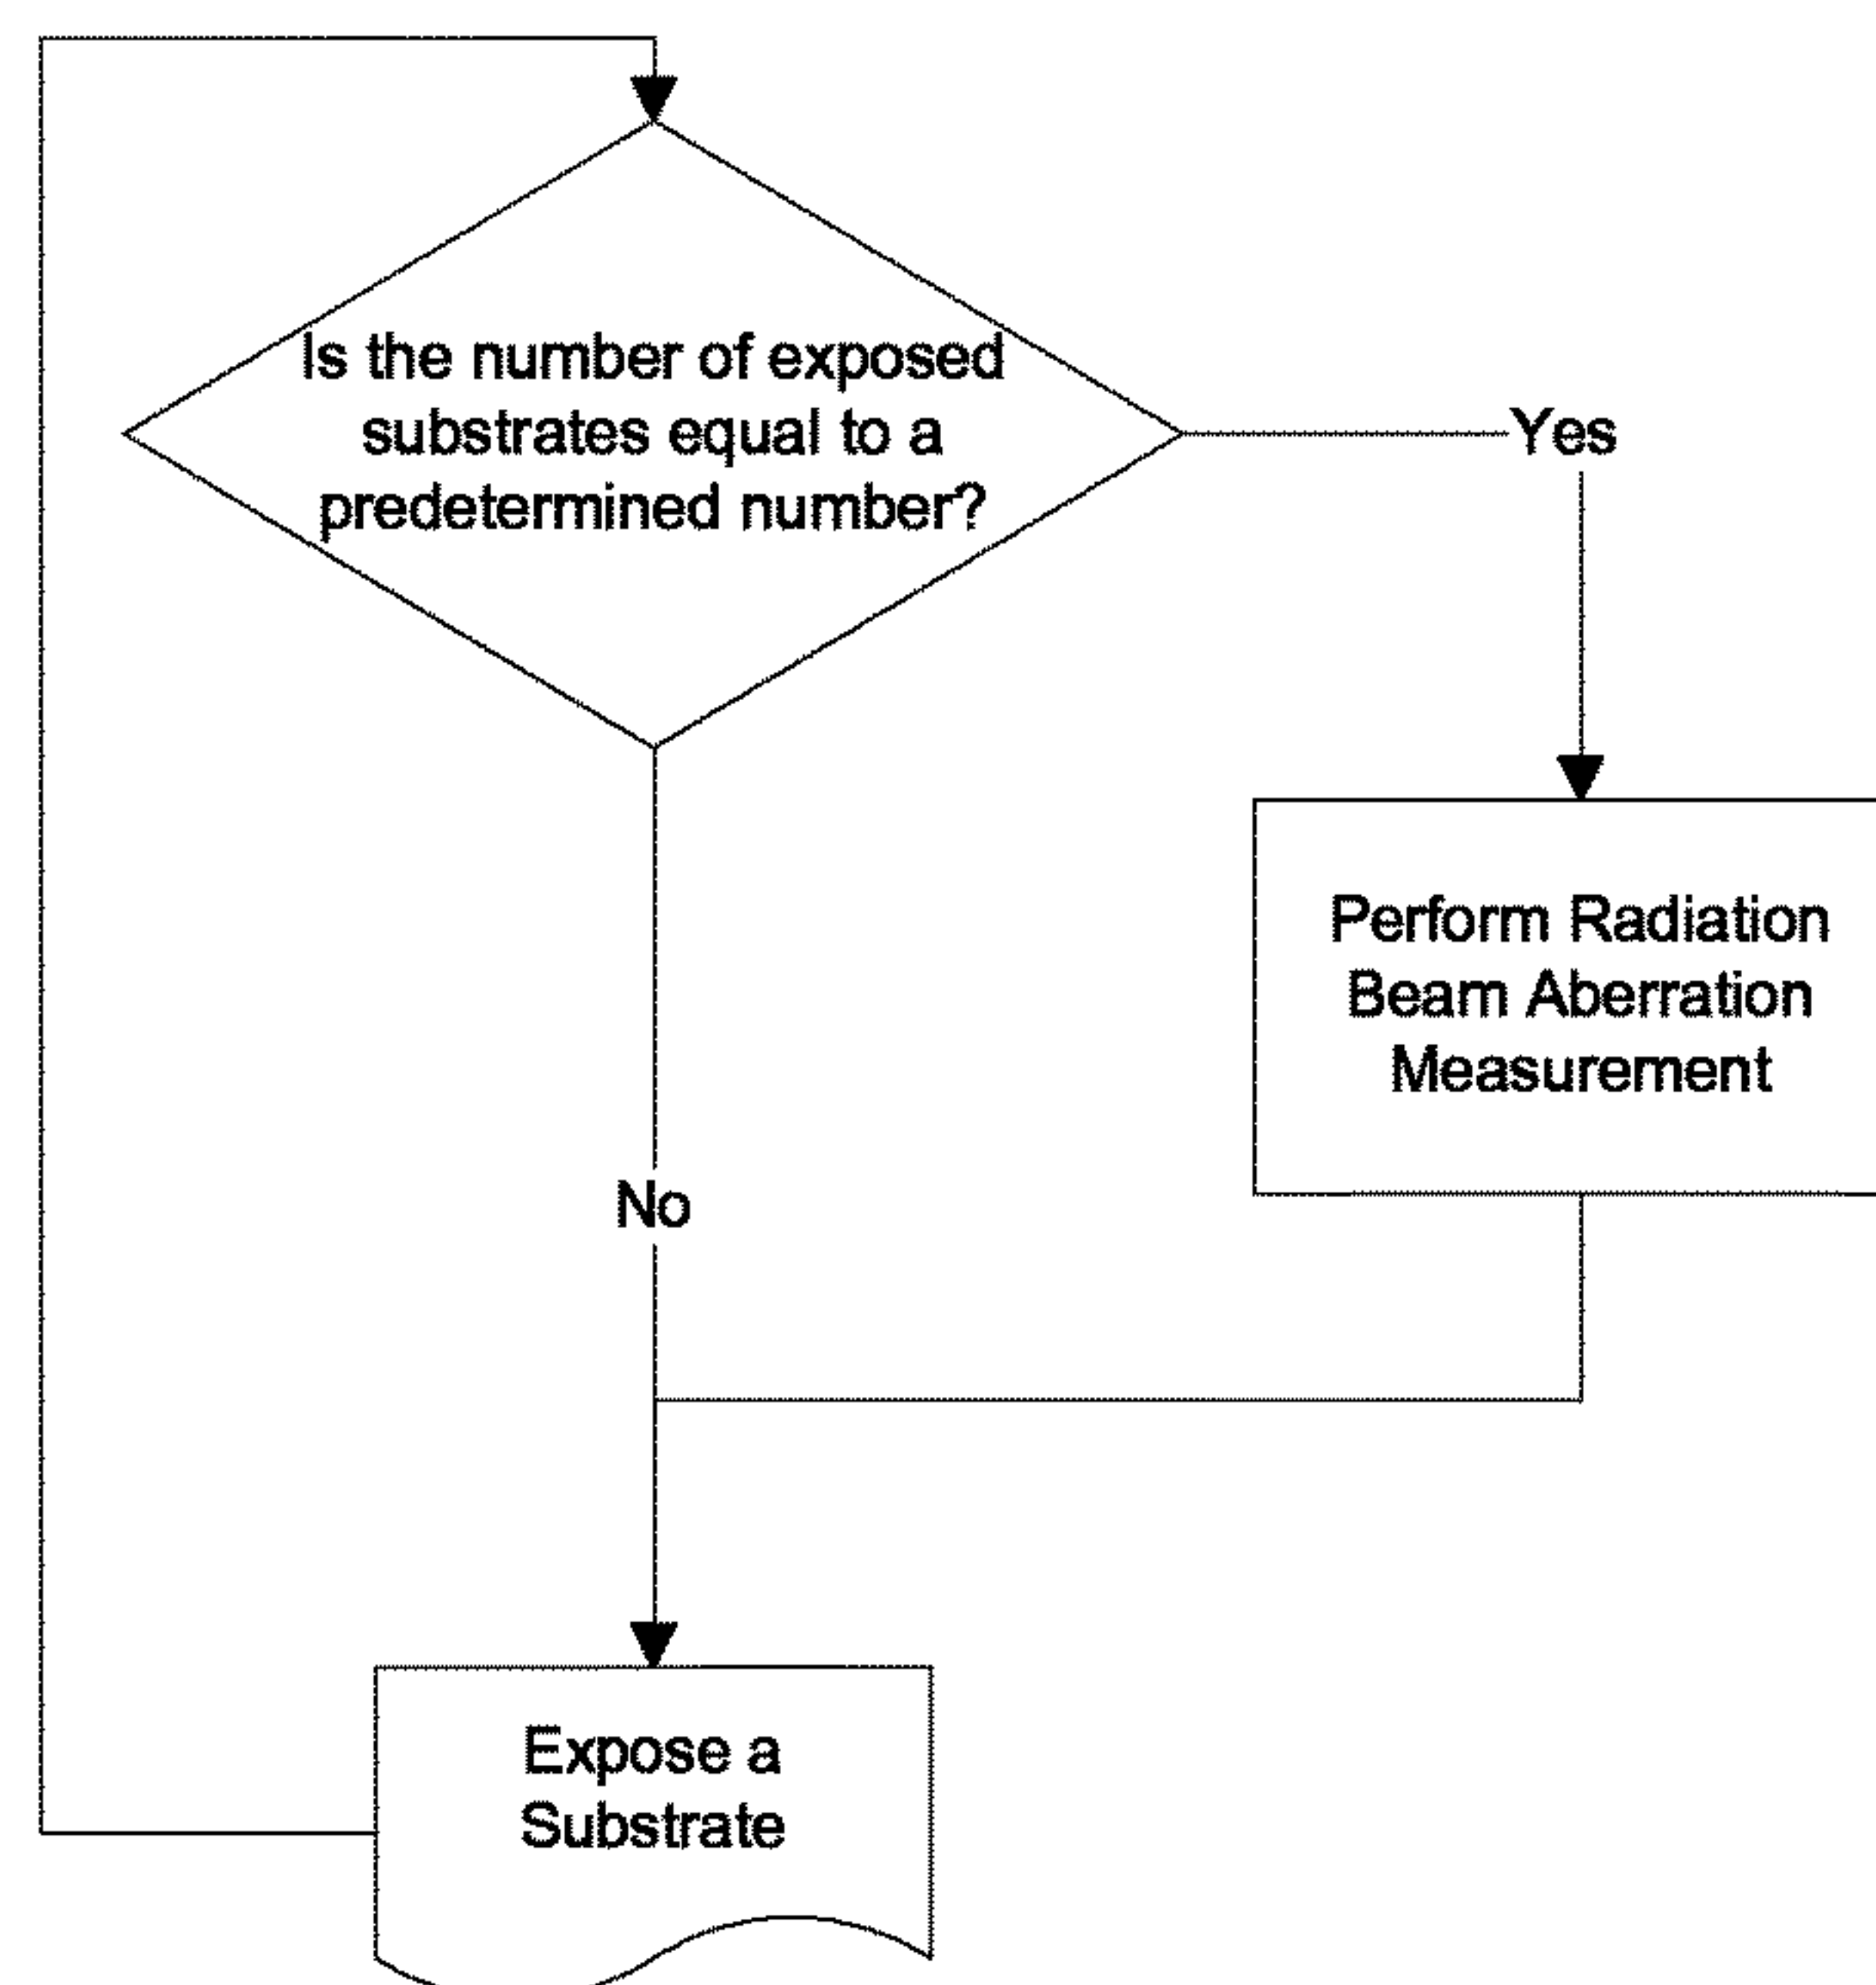 Is the number of exposed
substrates equal to a
predetermined number?
Yes
Perform Radiation
Beam Aberration
Measurement
No
Expose a
Substrate